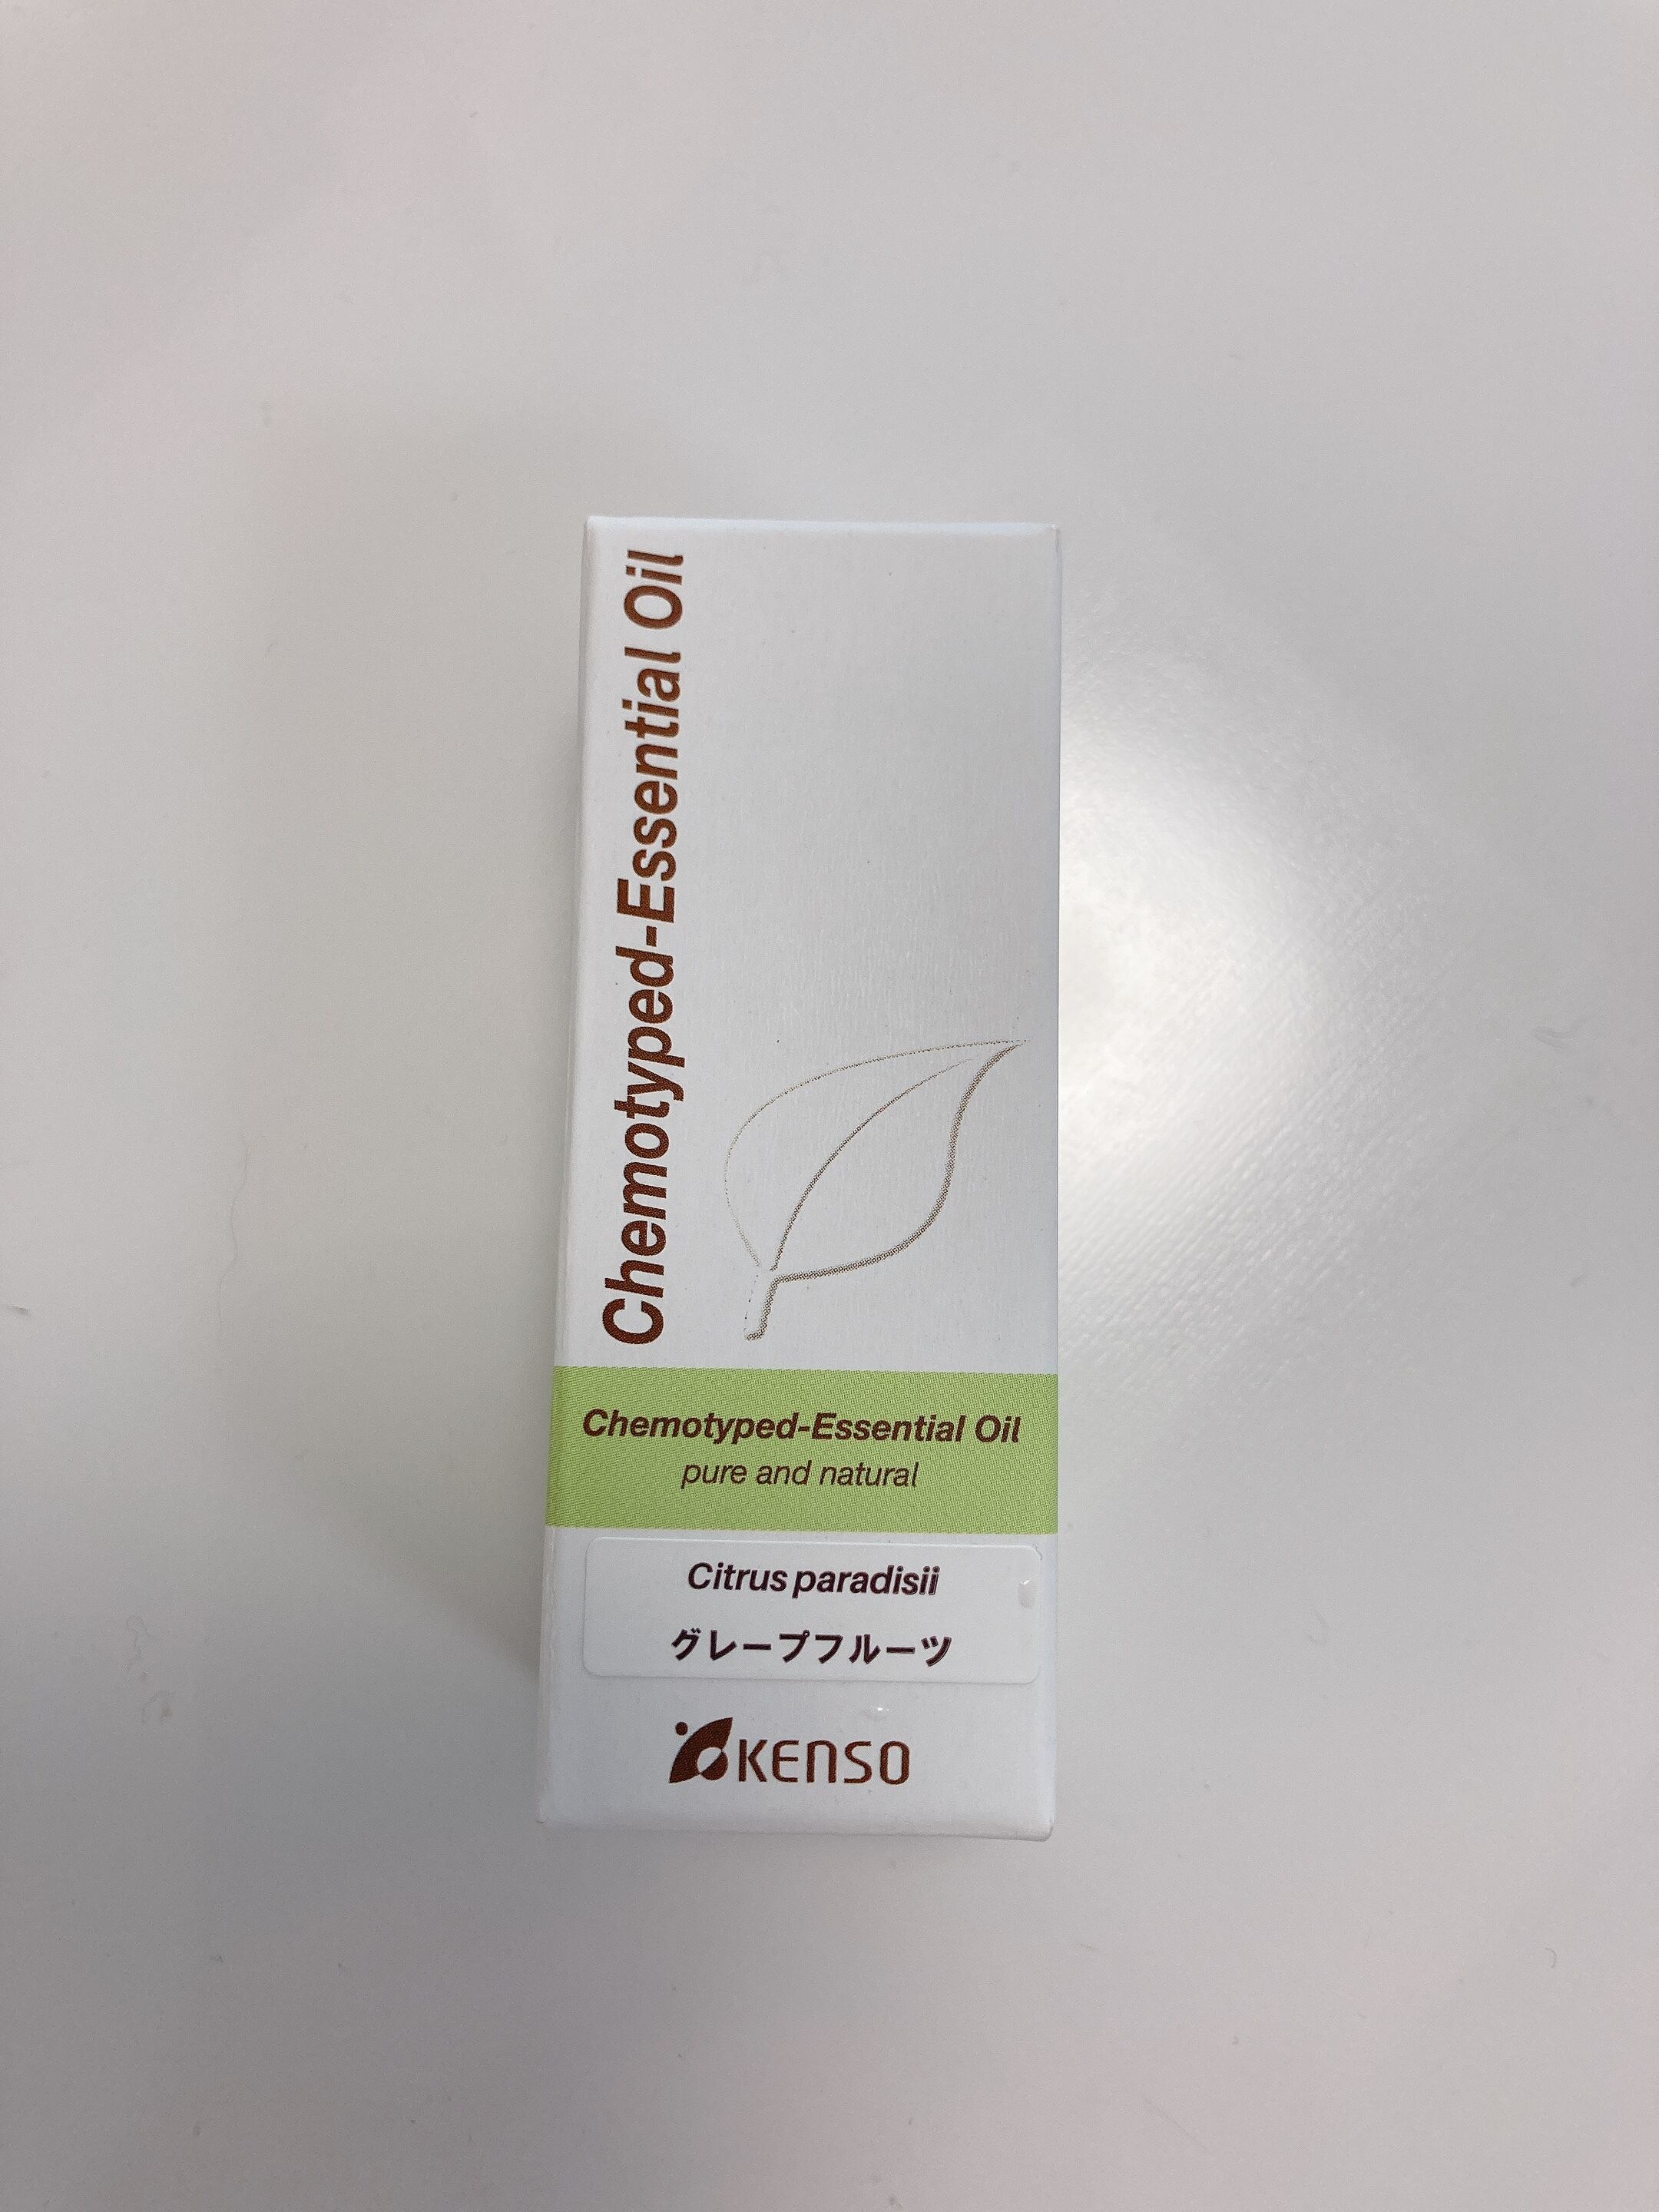 Chemotyped-Essential Oil
Chemotyped-Essential Oil
pure and natural
Citrus paradisii
グレープフルーツ
KENSO